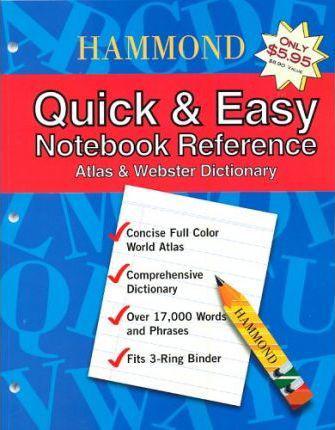 HAMMOND
ONLY
$5.95
$8.90 VALUE
Quick & Easy
Notebook Reference
Atlas & Webster Dictionary
Concise Full Color
World Atlas
Comprehensive
Dictionary
Over 17,000 Words
and Phrases
Fits 3-Ring Binder
HAMMOND